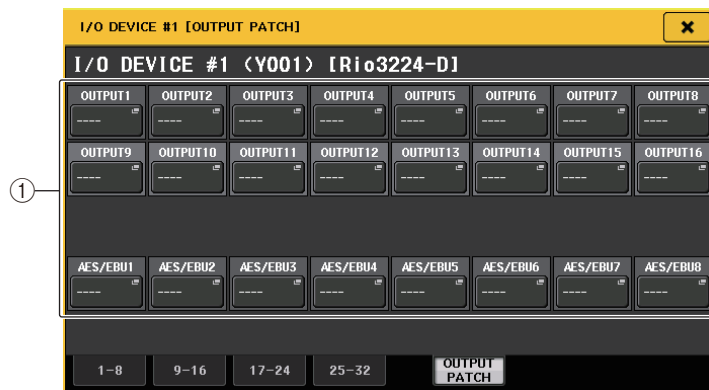 I/O DEVICE #1 [OUTPUT PATCH]
I/O DEVICE #1 (Y001) [Rio3224-D]
OUTPUT1 OUTPUT2 OUTPUT3 OUTPUT4 OUTPUT5 OUTPUT6 OUTPUT7 OUTPUT8
---- ---- ---- ---- ---- ---- ---- ----
OUTPUT9 OUTPUT10 OUTPUT11 OUTPUT12 OUTPUT13 OUTPUT14 OUTPUT15 OUTPUT16
---- ---- ---- ---- ---- ---- ---- ----
①
AES/EBU1 AES/EBU2 AES/EBU3 AES/EBU4 AES/EBU5 AES/EBU6 AES/EBU7 AES/EBU8
---- ---- ---- ---- ---- ---- ---- ----
1-8 9-16 17-24 25-32 OUTPUT
PATCH